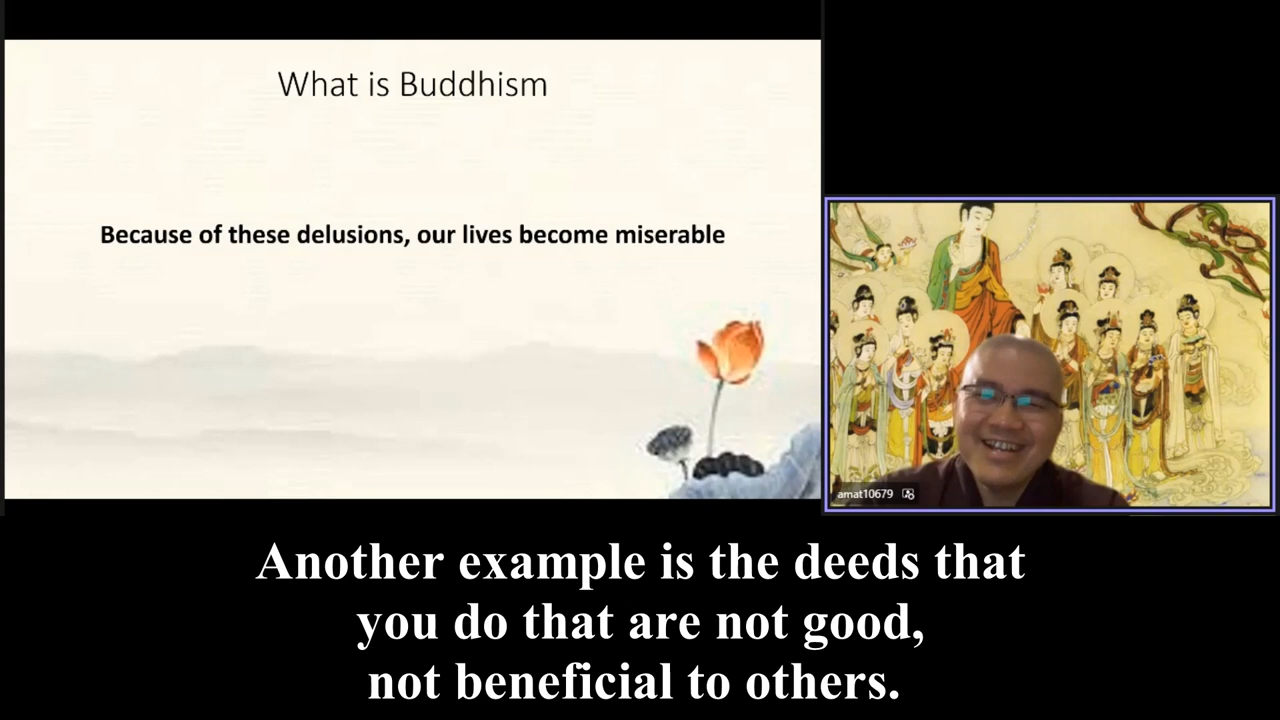 What is Buddhism
Because of these delusions, our lives become miserable
amat10679
Another example is the deeds that
you do that are not good,
not beneficial to others.